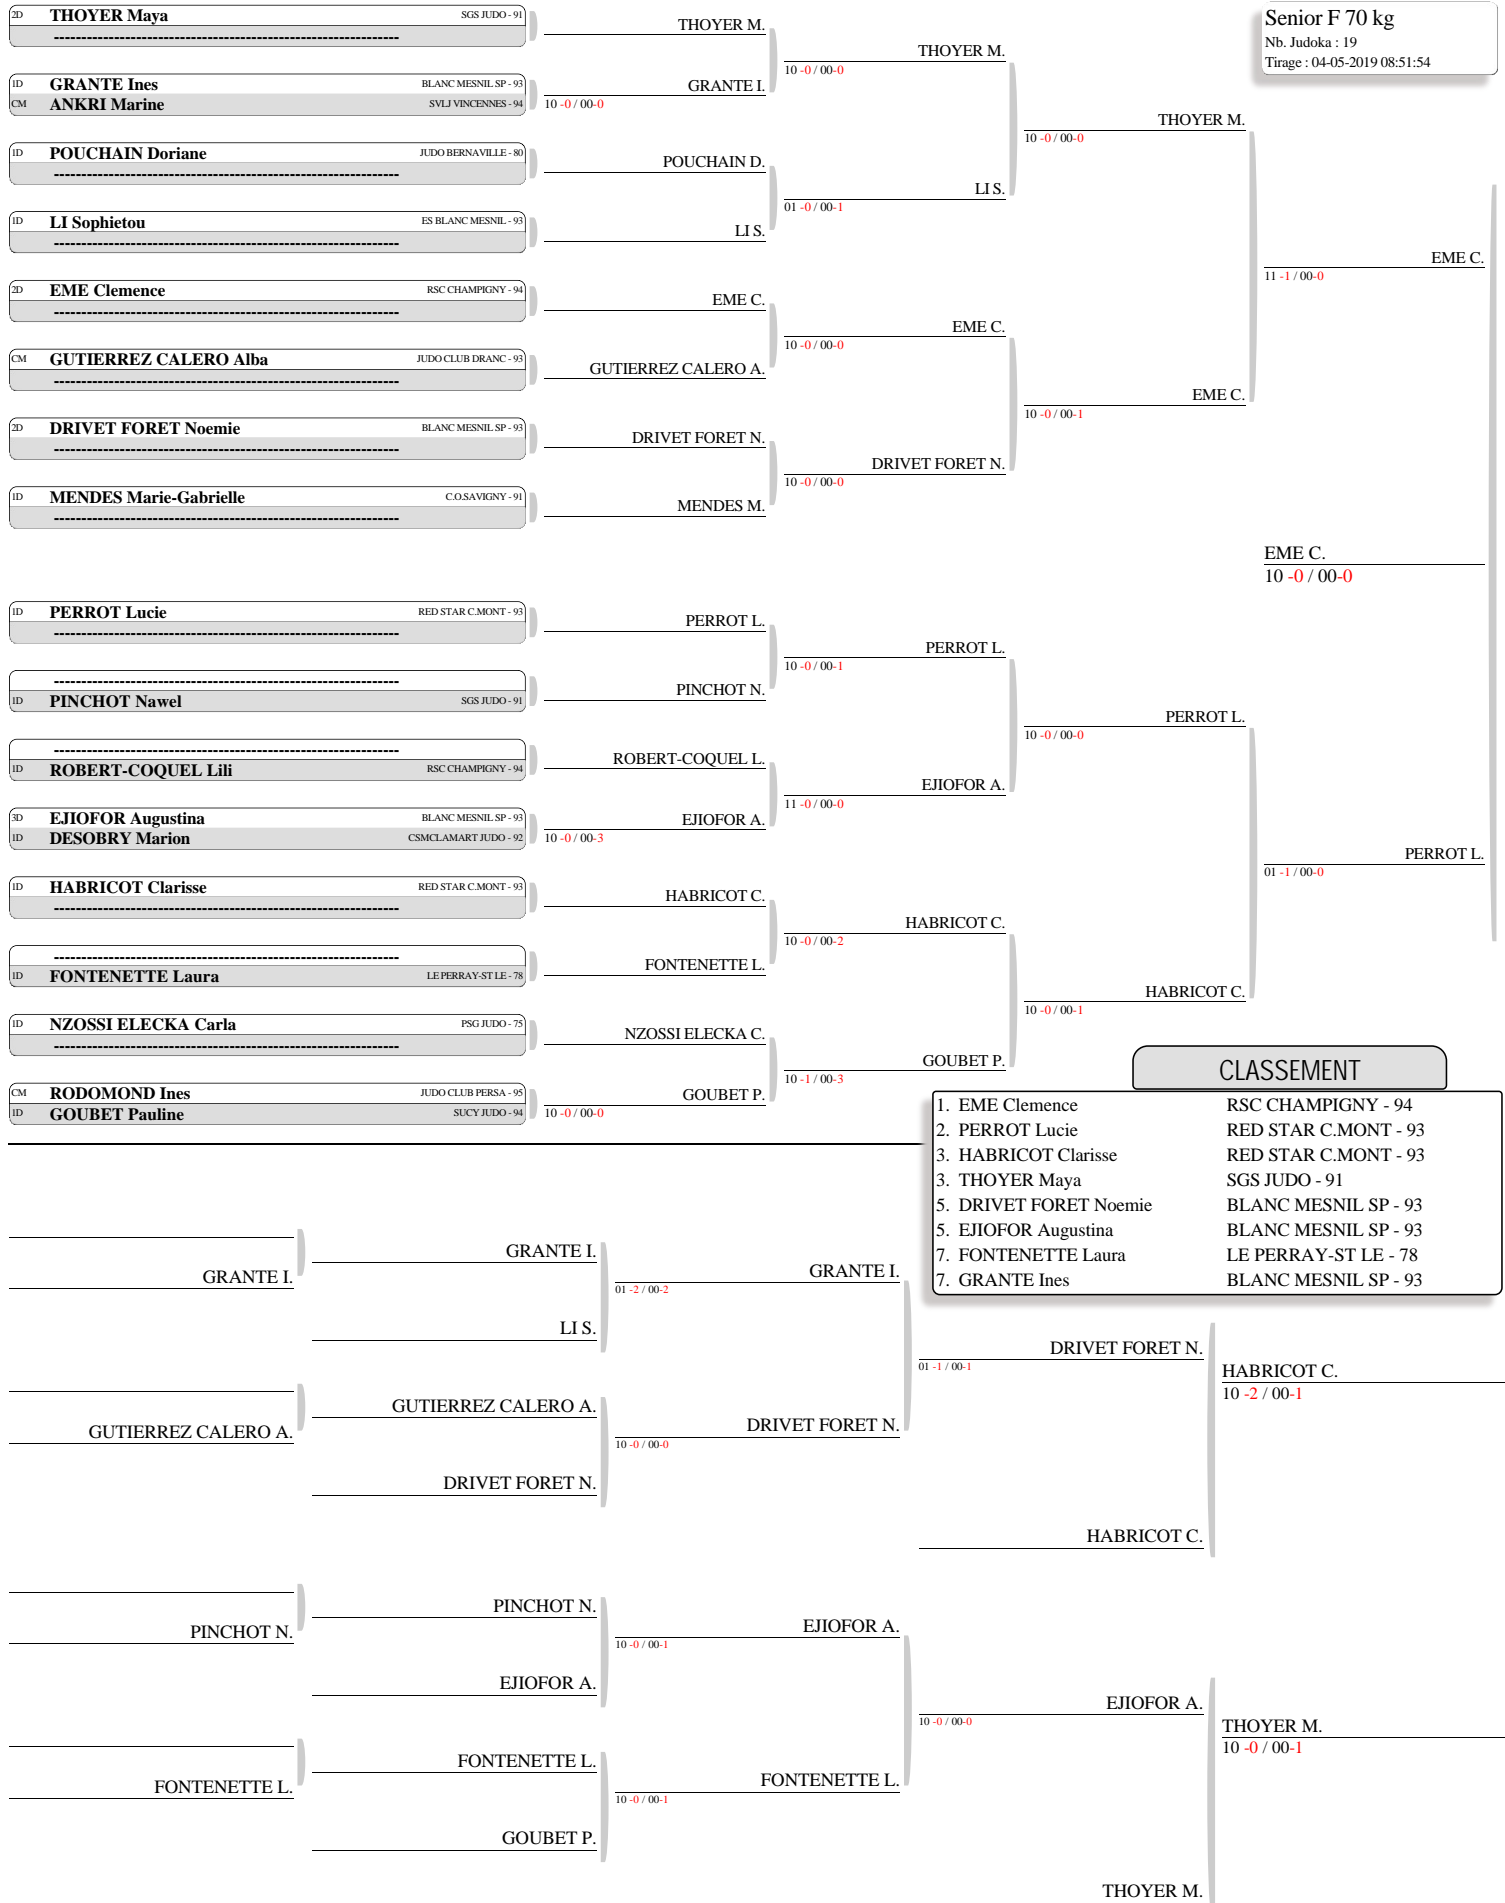 Senior F 70 kg
Nb. Judoka : 19
Tirage : 04-05-2019 08:51:54
2D THOYER Maya SGS JUDO - 91
------------------------------------------------------------
1D GRANTE Ines BLANC MESNIL SP - 93
CM ANKRI Marine SVLJ VINCENNES - 94
1D POUCHAIN Doriane JUDO BERNAVILLE - 80
------------------------------------------------------------
1D LI Sophietou ES BLANC MESNIL - 93
------------------------------------------------------------
2D EME Clemence RSC CHAMPIGNY - 94
------------------------------------------------------------
CM GUTIERREZ CALERO Alba JUDO CLUB DRANC - 93
------------------------------------------------------------
2D DRIVET FORET Noemie BLANC MESNIL SP - 93
------------------------------------------------------------
1D MENDES Marie-Gabrielle C.O.SAVIGNY - 91
------------------------------------------------------------
1D PERROT Lucie RED STAR C.MONT - 93
------------------------------------------------------------
------------------------------------------------------------
1D PINCHOT Nawel SGS JUDO - 91
------------------------------------------------------------
1D ROBERT-COQUEL Lili RSC CHAMPIGNY - 94
3D EJIOFOR Augustina BLANC MESNIL SP - 93
1D DESOBRY Marion CSMCLAMART JUDO - 92
1D HABRICOT Clarisse RED STAR C.MONT - 93
------------------------------------------------------------
------------------------------------------------------------
1D FONTENETTE Laura LE PERRAY-ST LE - 78
1D NZOSSI ELECKA Carla PSG JUDO - 75
------------------------------------------------------------
CM RODOMOND Ines JUDO CLUB PERSA - 95
1D GOUBET Pauline SUCY JUDO - 94
THOYER M.
GRANTE I.
10 -0 / 00-0
POUCHAIN D.
LI S.
EME C.
GUTIERREZ CALERO A.
DRIVET FORET N.
MENDES M.
PERROT L.
PINCHOT N.
ROBERT-COQUEL L.
EJIOFOR A.
10 -0 / 00-3
HABRICOT C.
FONTENETTE L.
NZOSSI ELECKA C.
GOUBET P.
10 -0 / 00-0
THOYER M.
10 -0 / 00-0
LI S.
01 -0 / 00-1
EME C.
10 -0 / 00-0
DRIVET FORET N.
10 -0 / 00-0
PERROT L.
10 -0 / 00-1
EJIOFOR A.
11 -0 / 00-0
HABRICOT C.
10 -0 / 00-2
GOUBET P.
10 -1 / 00-3
THOYER M.
10 -0 / 00-0
EME C.
10 -0 / 00-1
PERROT L.
10 -0 / 00-0
HABRICOT C.
10 -0 / 00-1
EME C.
11 -1 / 00-0
PERROT L.
01 -1 / 00-0
EME C.
10 -0 / 00-0
CLASSEMENT
1. EME Clemence RSC CHAMPIGNY - 94
2. PERROT Lucie RED STAR C.MONT - 93
3. HABRICOT Clarisse RED STAR C.MONT - 93
3. THOYER Maya SGS JUDO - 91
5. DRIVET FORET Noemie BLANC MESNIL SP - 93
5. EJIOFOR Augustina BLANC MESNIL SP - 93
7. FONTENETTE Laura LE PERRAY-ST LE - 78
7. GRANTE Ines BLANC MESNIL SP - 93
GRANTE I.
GUTIERREZ CALERO A.
PINCHOT N.
FONTENETTE L.
GRANTE I.
LI S.
GUTIERREZ CALERO A.
DRIVET FORET N.
PINCHOT N.
EJIOFOR A.
FONTENETTE L.
GOUBET P.
GRANTE I.
01 -2 / 00-2
DRIVET FORET N.
10 -0 / 00-0
EJIOFOR A.
10 -0 / 00-1
FONTENETTE L.
10 -0 / 00-1
DRIVET FORET N.
01 -1 / 00-1
HABRICOT C.
EJIOFOR A.
10 -0 / 00-0
THOYER M.
HABRICOT C.
10 -2 / 00-1
THOYER M.
10 -0 / 00-1